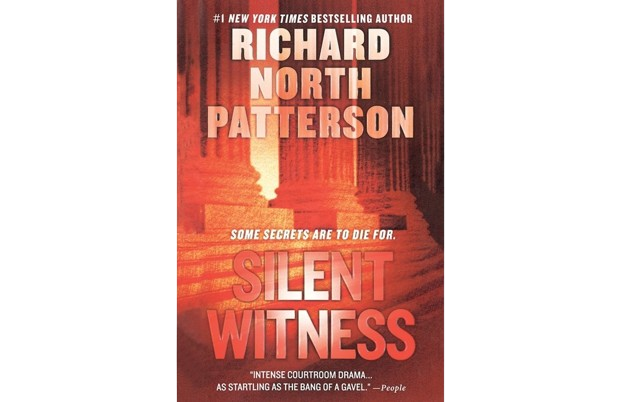 #1 NEW YORK TIMES BESTSELLING AUTHOR
RICHARD
NORTH
PATTERSON
SOME SECRETS ARE TO DIE FOR.
SILENT
WITNESS
"INTENSE COURTROOM DRAMA...
AS STARTLING AS THE BANG OF A GAVEL." —People